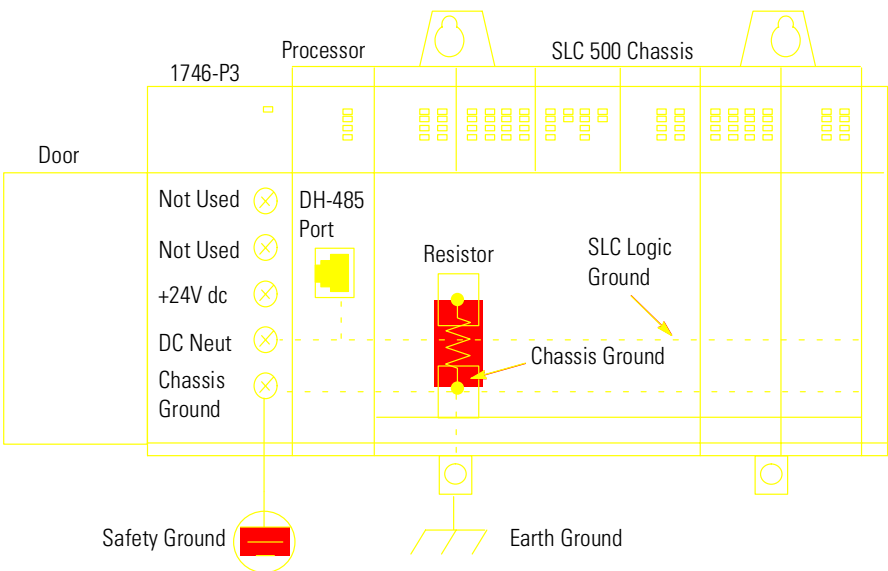 Processor
SLC 500 Chassis
1746-P3
Door
Not Used
DH-485
Port
Not Used
Resistor
SLC Logic
Ground
+24V dc
DC Neut
Chassis Ground
Chassis
Ground
Safety Ground
Earth Ground